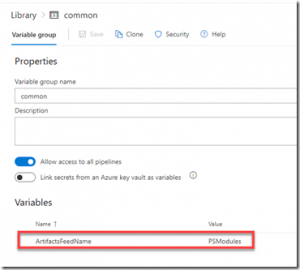 Library > common
Variable group Save Clone Security Help
Properties
Variable group name
common
Description
Allow access to all pipelines
Link secrets from an Azure key vault as variables
Variables
Name ↑ Value
ArtifactsFeedName PSModules